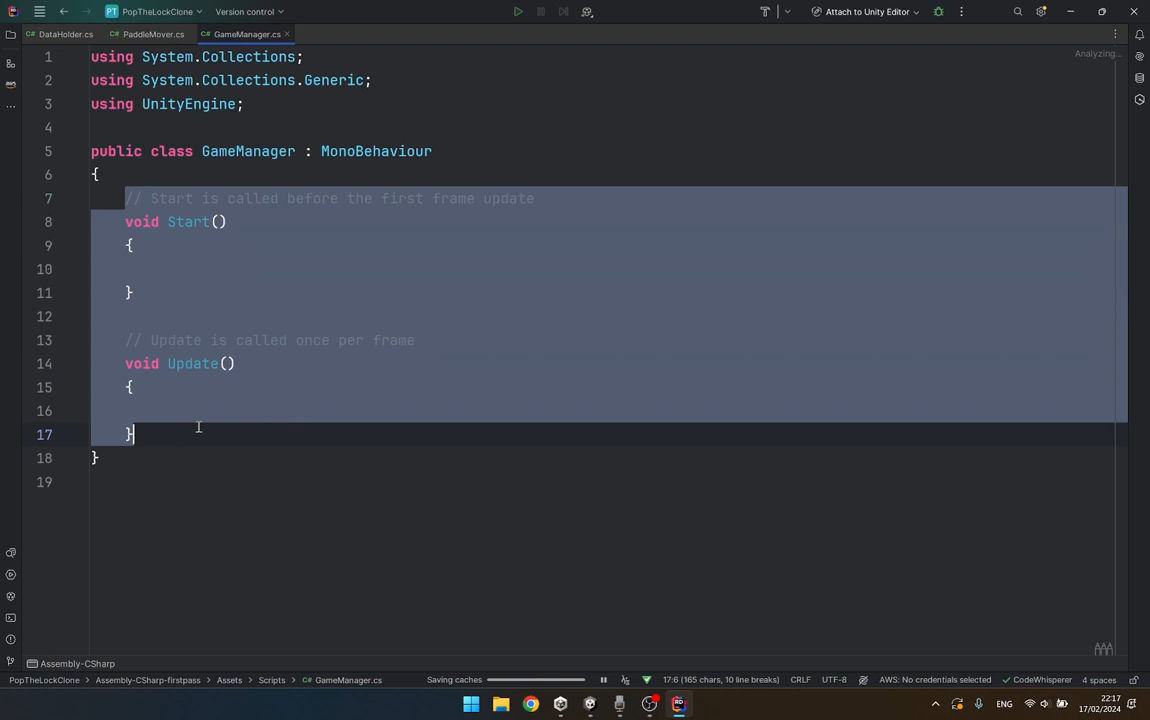 PT PopTheLockClone Version control Attach to Unity Editor
C# DataHolder.cs C# PaddleMover.cs C# GameManager.cs
Analyzing...
1 using System.Collections;
2 using System.Collections.Generic;
3 using UnityEngine;
4
5 public class GameManager : MonoBehaviour
6 {
7 // Start is called before the first frame update
8 void Start()
9 {
10
11 }
12
13 // Update is called once per frame
14 void Update()
15 {
16
17 }
18 }
19
Assembly-CSharp
PopTheLockClone Assembly-CSharp-firstpass Assets Scripts C# GameManager.cs Saving caches 17:6 (165 chars, 10 line breaks) CRLF UTF-8 AWS: No credentials selected CodeWhisperer 4 spaces
RD ENG 22:17
17/02/2024